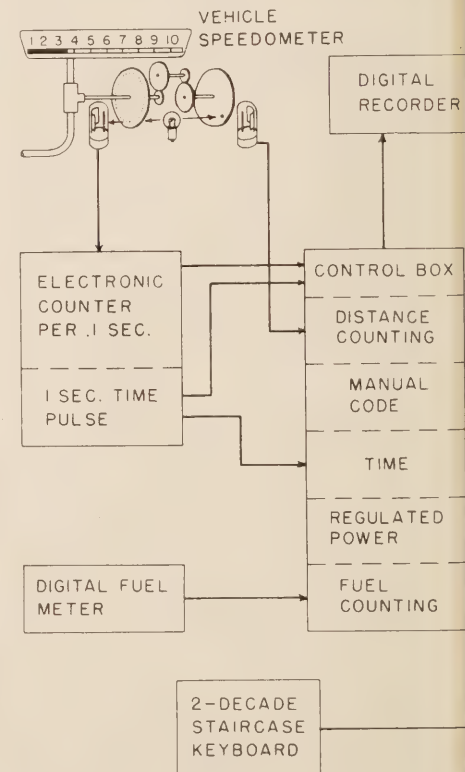 VEHICLE
SPEEDOMETER
1 2 3 4 5 6 7 8 9 10
DIGITAL
RECORDER
ELECTRONIC
COUNTER
PER .1 SEC.
1 SEC. TIME
PULSE
CONTROL BOX
DISTANCE
COUNTING
MANUAL
CODE
TIME
REGULATED
POWER
FUEL
COUNTING
DIGITAL FUEL
METER
2-DECADE
STAIRCASE
KEYBOARD